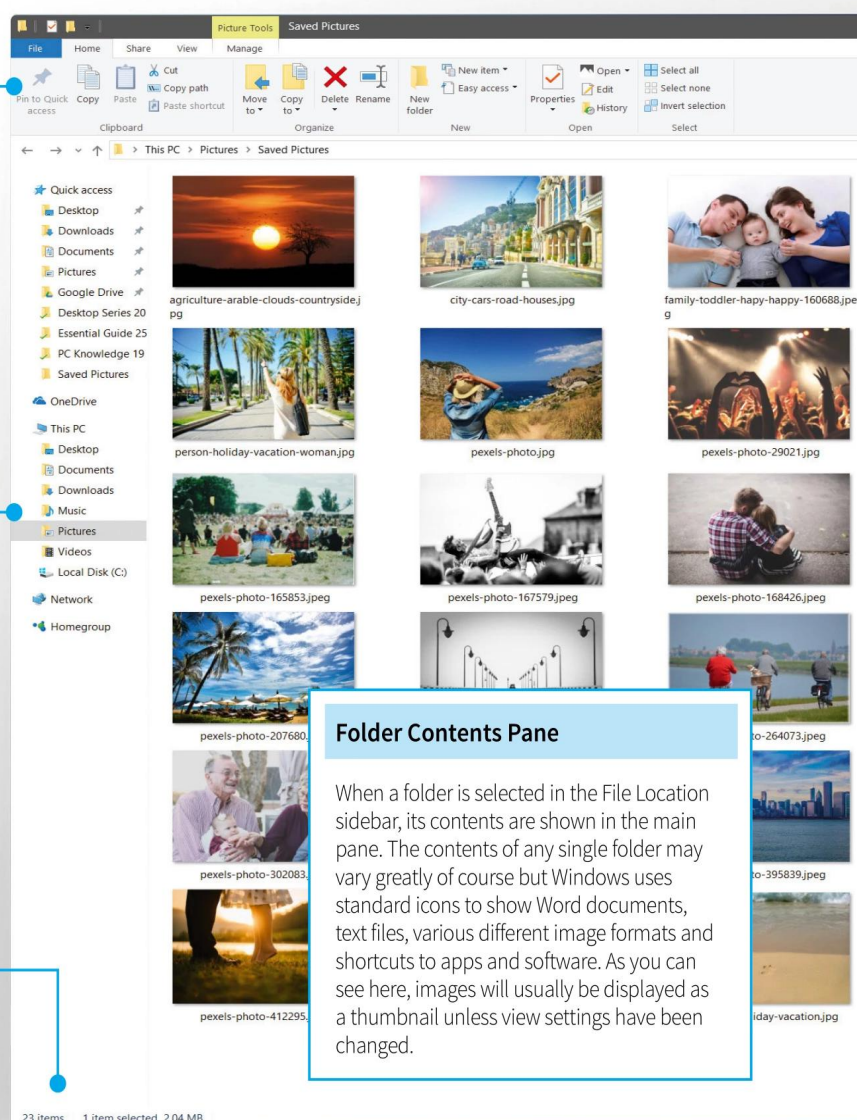 Picture Tools
Saved Pictures
File
Home
Share
View
Manage
Pin to Quick access
Copy
Paste
Cut
Copy path
Paste shortcut
Clipboard
Move to
Copy to
Delete
Rename
Organize
New folder
New item
Easy access
New
Properties
Open
Edit
History
Open
Select all
Select none
Invert selection
Select
This PC > Pictures > Saved Pictures
Quick access
Desktop
Downloads
Documents
Pictures
Google Drive
Desktop Series 20
Essential Guide 25
PC Knowledge 19
Saved Pictures
OneDrive
This PC
Desktop
Documents
Downloads
Music
Pictures
Videos
Local Disk (C:)
Network
Homegroup
agriculture-arable-clouds-countryside.j
pg
city-cars-road-houses.jpg
family-toddler-hapy-happy-160688.jpe
g
person-holiday-vacation-woman.jpg
pexels-photo.jpg
pexels-photo-29021.jpg
pexels-photo-165853.jpeg
pexels-photo-167579.jpeg
pexels-photo-168426.jpeg
pexels-photo-207680.
to-264073.jpeg
pexels-photo-302083.
to-395839.jpeg
pexels-photo-412295.
iday-vacation.jpg
Folder Contents Pane
When a folder is selected in the File Location
sidebar, its contents are shown in the main
pane. The contents of any single folder may
vary greatly of course but Windows uses
standard icons to show Word documents,
text files, various different image formats and
shortcuts to apps and software. As you can
see here, images will usually be displayed as
a thumbnail unless view settings have been
changed.
23 items 1 item selected 2.04 MB